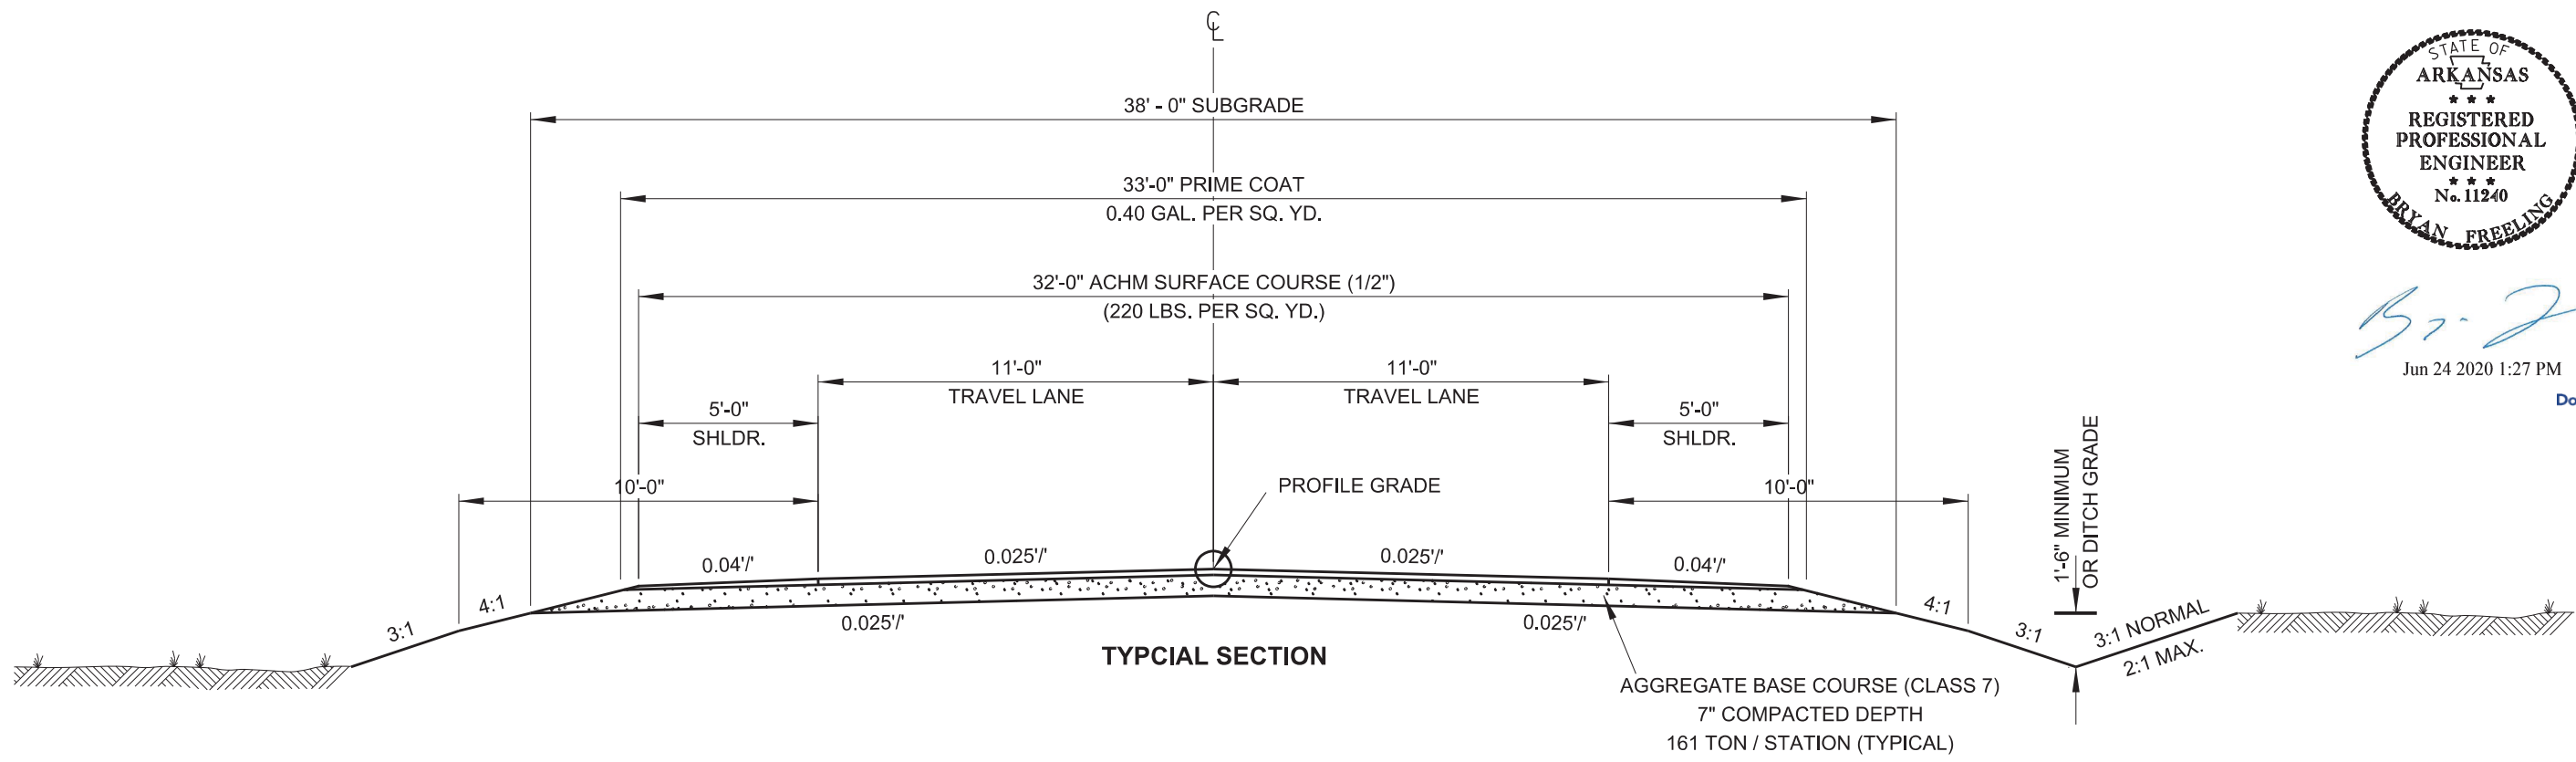 ℄
38' - 0" SUBGRADE
33'-0" PRIME COAT
0.40 GAL. PER SQ. YD.
32'-0" ACHM SURFACE COURSE (1/2")
(220 LBS. PER SQ. YD.)
11'-0"
TRAVEL LANE
11'-0"
TRAVEL LANE
5'-0"
SHLDR.
5'-0"
SHLDR.
10'-0"
10'-0"
PROFILE GRADE
0.04'/'
0.025'/'
0.025'/'
0.04'/'
4:1
3:1
0.025'/'
0.025'/'
4:1
3:1
3:1 NORMAL
2:1 MAX.
1'-6" MINIMUM
OR DITCH GRADE
TYPCIAL SECTION
AGGREGATE BASE COURSE (CLASS 7)
7" COMPACTED DEPTH
161 TON / STATION (TYPICAL)
STATE OF
ARKANSAS
* * *
REGISTERED
PROFESSIONAL
ENGINEER
* * *
No. 11240
BRYAN FREELING
Jun 24 2020 1:27 PM
Do